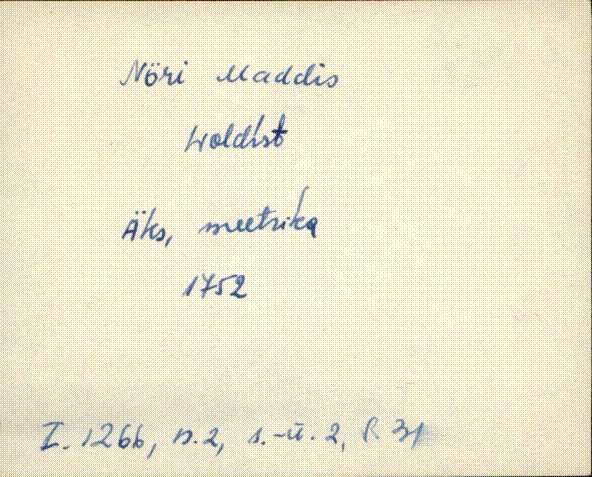 Nöri Maddis
Woldist
Äks, meetrika
1752
I. 1266, n. 2, s.-ü. 2, l. 31